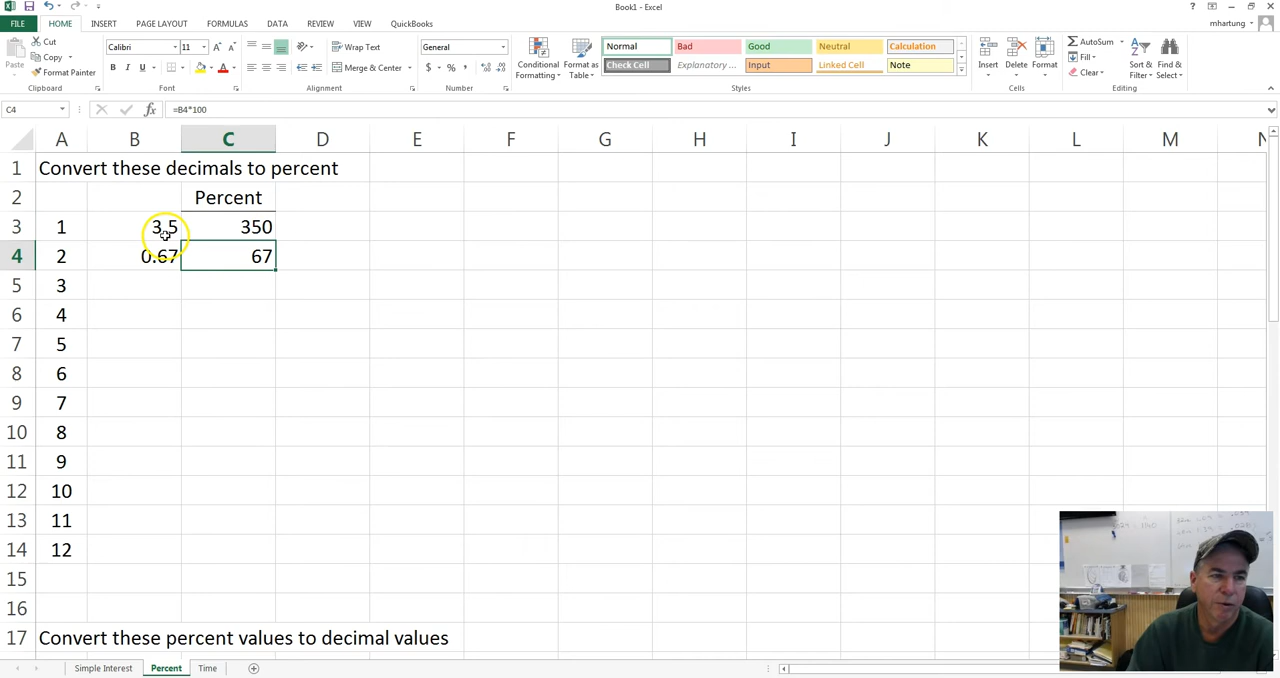 Book1 - Excel
FILE HOME INSERT PAGE LAYOUT FORMULAS DATA REVIEW VIEW QuickBooks mhartung
Cut
Copy
Format Painter
Paste
Clipboard
Calibri 11
B I U
Font
Wrap Text
Merge & Center
Alignment
General
$ % ,
Number
Conditional Formatting
Format as Table
Normal Bad Good Neutral Calculation
Check Cell Explanatory ... Input Linked Cell Note
Styles
Insert Delete Format
Cells
AutoSum
Fill
Clear
Sort & Filter
Find & Select
Editing
C4 =B4*100
A B C D E F G H I J K L M N
1 Convert these decimals to percent
2 Percent
3 1 3.5 350
4 2 0.67 67
5 3
6 4
7 5
8 6
9 7
10 8
11 9
12 10
13 11
14 12
15
16
17 Convert these percent values to decimal values
Simple Interest Percent Time